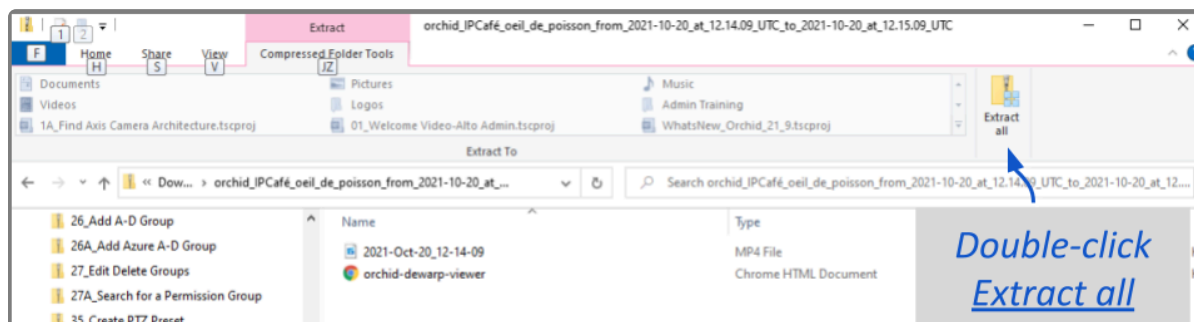 1 2 Extract orchid_IPCafé_oeil_de_poisson_from_2021-10-20_at_12.14.09_UTC_to_2021-10-20_at_12.15.09_UTC
F Home Share View Compressed Folder Tools
H S V JZ
Documents Pictures Music
Videos Logos Admin Training
1A_Find Axis Camera Architecture.tscproj 01_Welcome Video-Alto Admin.tscproj WhatsNew_Orchid_21_9.tscproj
Extract
all
Extract To
« Dow... › orchid_IPCafé_oeil_de_poisson_from_2021-10-20_at_... Search orchid_IPCafé_oeil_de_poisson_from_2021-10-20_at_12.14.09_UTC_to_2021-10-20_at_12....
26_Add A-D Group Name Type
26A_Add Azure A-D Group 2021-Oct-20_12-14-09 MP4 File
27_Edit Delete Groups orchid-dewarp-viewer Chrome HTML Document
27A_Search for a Permission Group
35_Create PTZ Preset
Double-click
Extract all